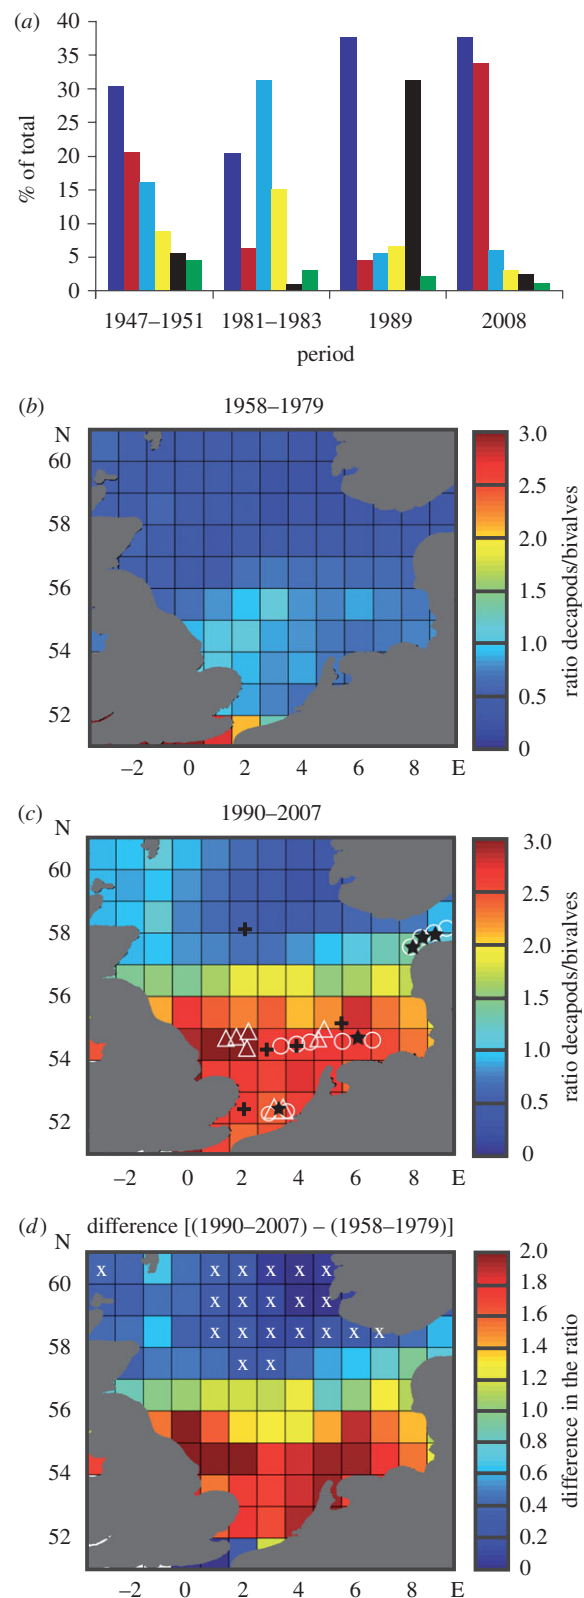 (a)
40
35
30
25
20
15
10
5
0
% of total
1947–1951 1981–1983 1989 2008
period
(b) 1958–1979
N
60
58
56
54
52
–2 0 2 4 6 8 E
3.0
2.5
2.0
1.5
1.0
0.5
0
ratio decapods/bivalves
(c) 1990–2007
N
60
58
56
54
52
–2 0 2 4 6 8 E
3.0
2.5
2.0
1.5
1.0
0.5
0
ratio decapods/bivalves
(d) difference [(1990–2007) – (1958–1979)]
N
60
58
56
54
52
x x x x x x
x x x x x
x x x x x x x
x x
–2 0 2 4 6 8 E
2.0
1.8
1.6
1.4
1.2
1.0
0.8
0.6
0.4
0.2
0
difference in the ratio